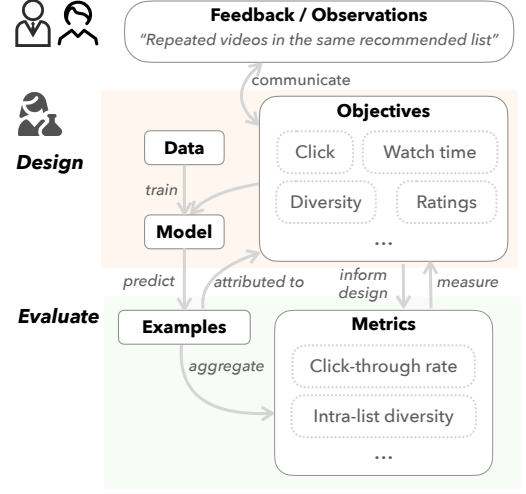 Feedback / Observations
“Repeated videos in the same recommended list”
communicate
Design
Objectives
Click
Watch time
Diversity
Ratings
...
Data
train
Model
predict
attributed to
inform
design
measure
Evaluate
Examples
aggregate
Metrics
Click-through rate
Intra-list diversity
...